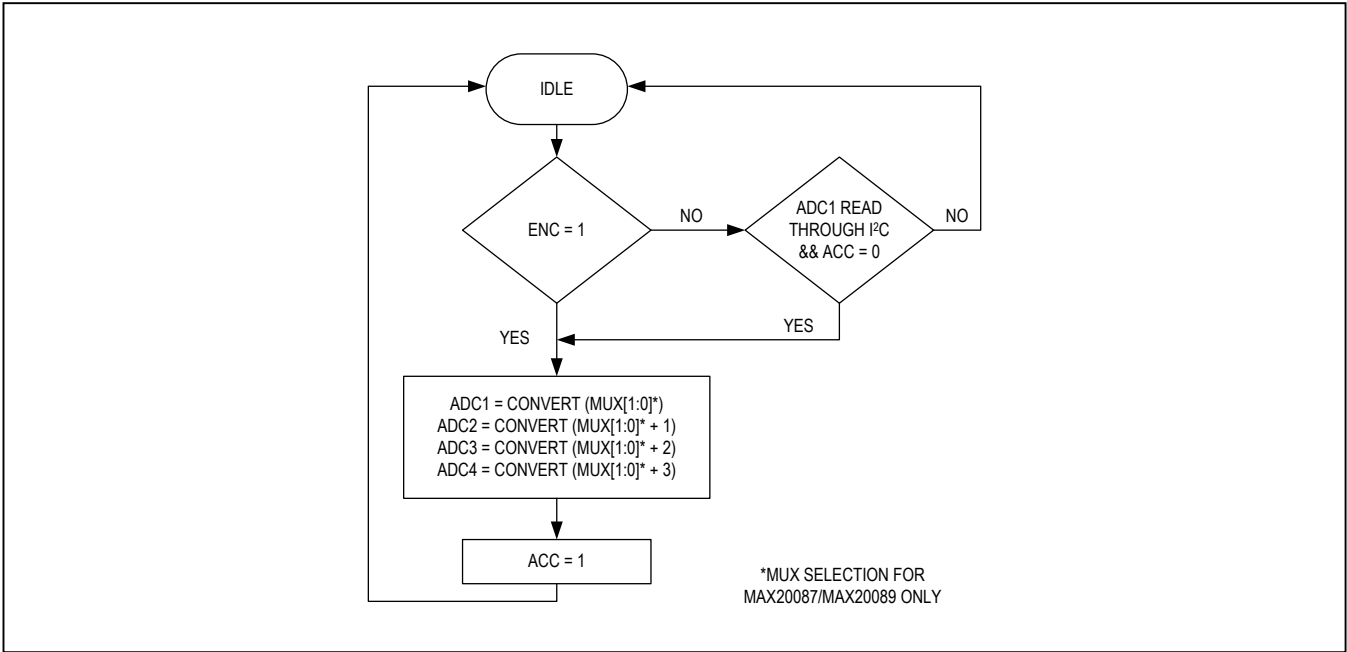 IDLE
ENC = 1
NO
ADC1 READ
THROUGH I²C
&& ACC = 0
NO
YES
YES
ADC1 = CONVERT (MUX[1:0]*)
ADC2 = CONVERT (MUX[1:0]* + 1)
ADC3 = CONVERT (MUX[1:0]* + 2)
ADC4 = CONVERT (MUX[1:0]* + 3)
ACC = 1
*MUX SELECTION FOR
MAX20087/MAX20089 ONLY